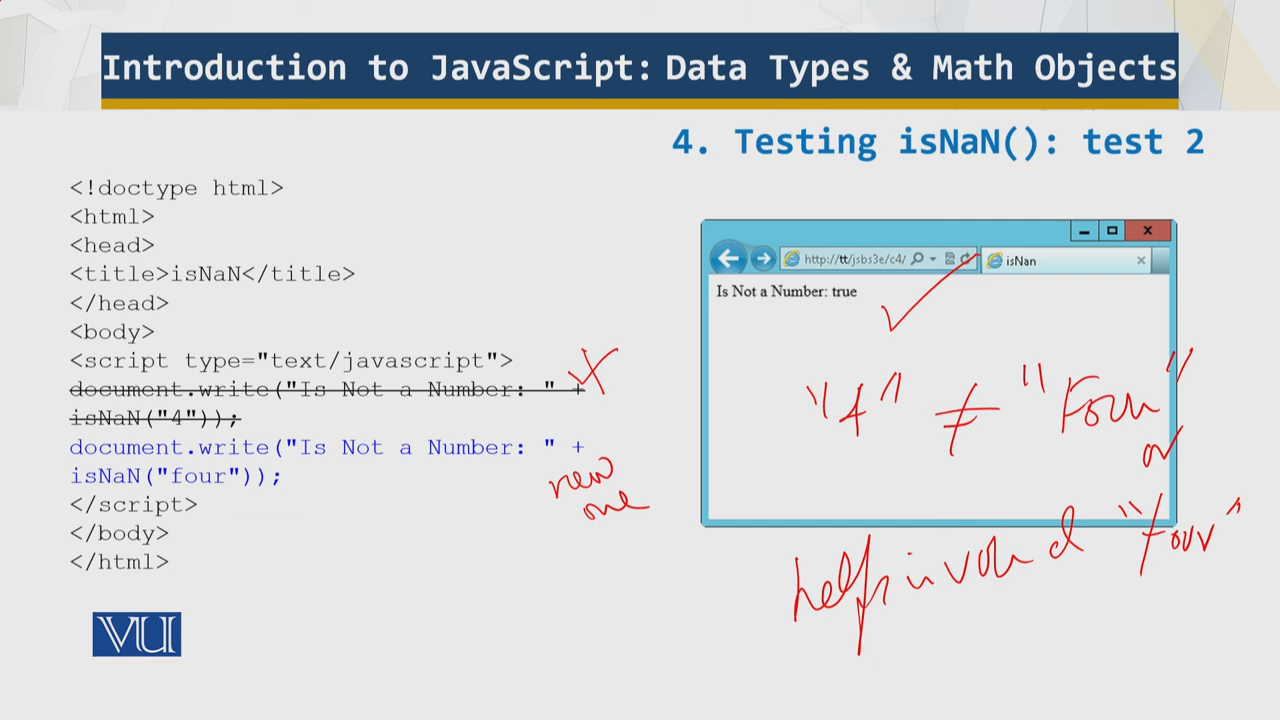 Introduction to JavaScript: Data Types & Math Objects
4. Testing isNaN(): test 2
<!doctype html>
<html>
<head>
<title>isNaN</title>
</head>
<body>
<script type="text/javascript">
document.write("Is Not a Number: " +
isNaN("4"));
document.write("Is Not a Number: " +
isNaN("four"));
</script>
</body>
</html>
new
one
VU
http://tt/jsbs3e/c4/
isNan
Is Not a Number: true
"4" ≠ "Four"
or
"four"